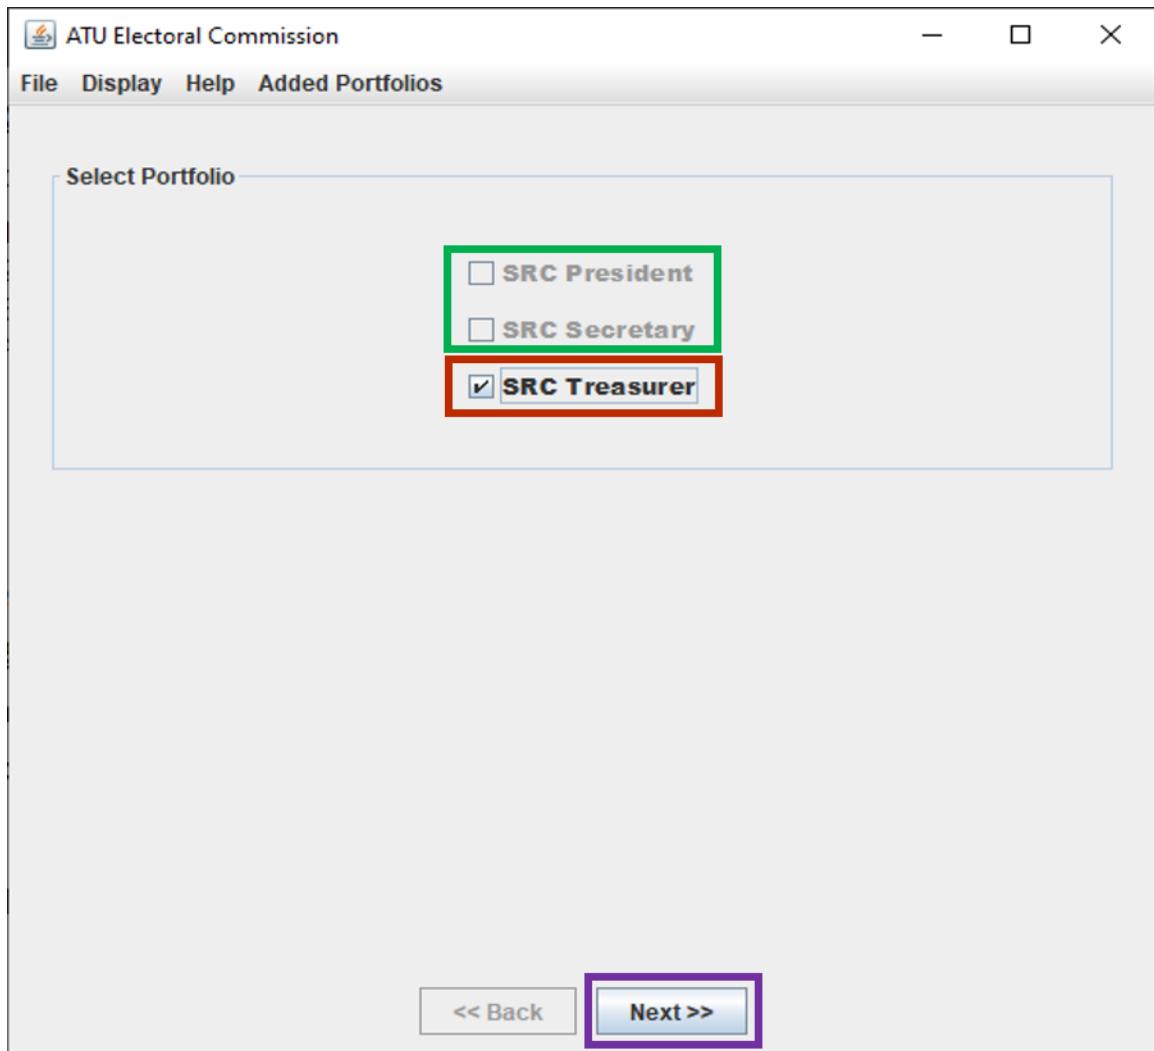 ATU Electoral Commission
File Display Help Added Portfolios
Select Portfolio
SRC President
SRC Secretary
SRC Treasurer
<< Back Next >>